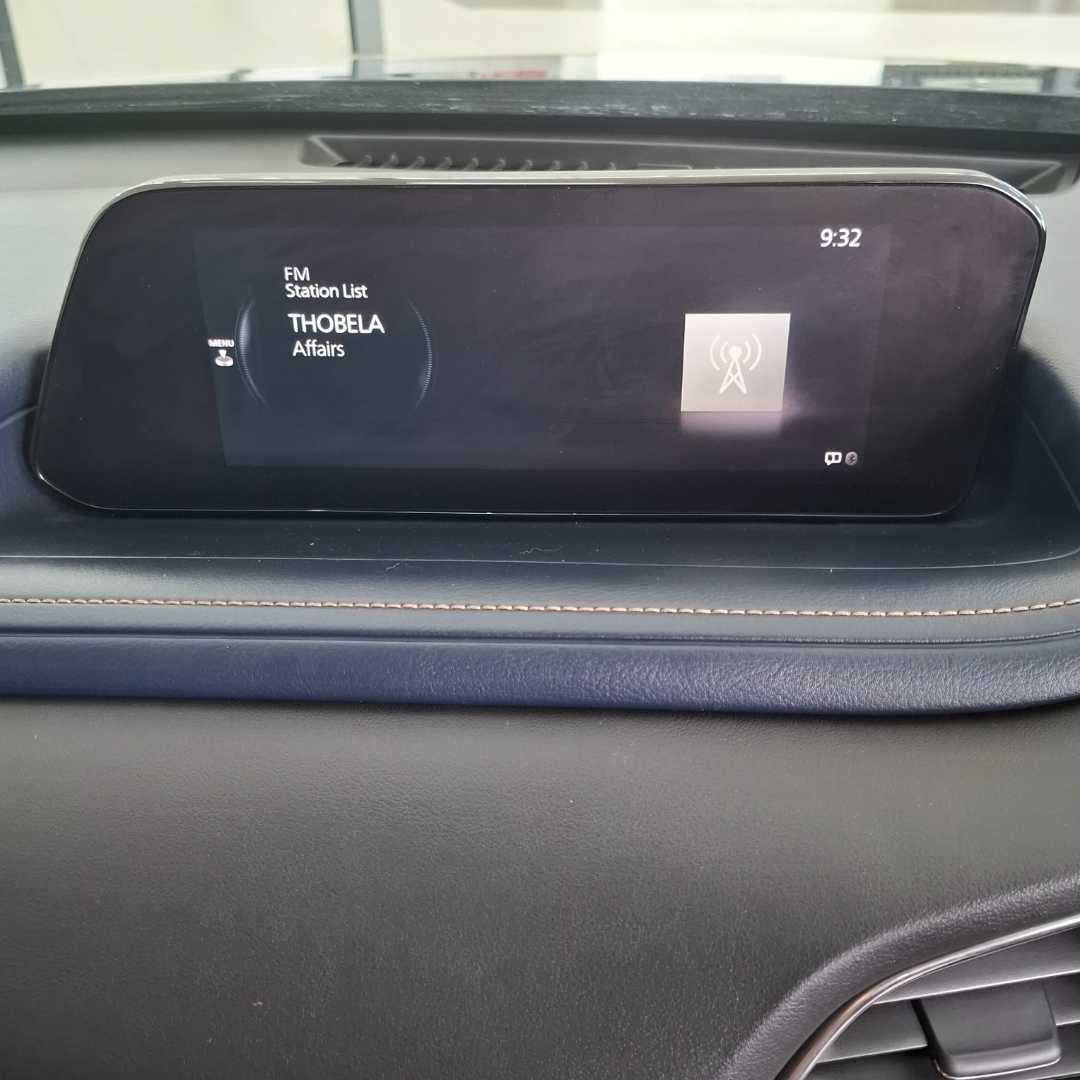 9:32
FM
Station List
THOBELA
Affairs
MENU